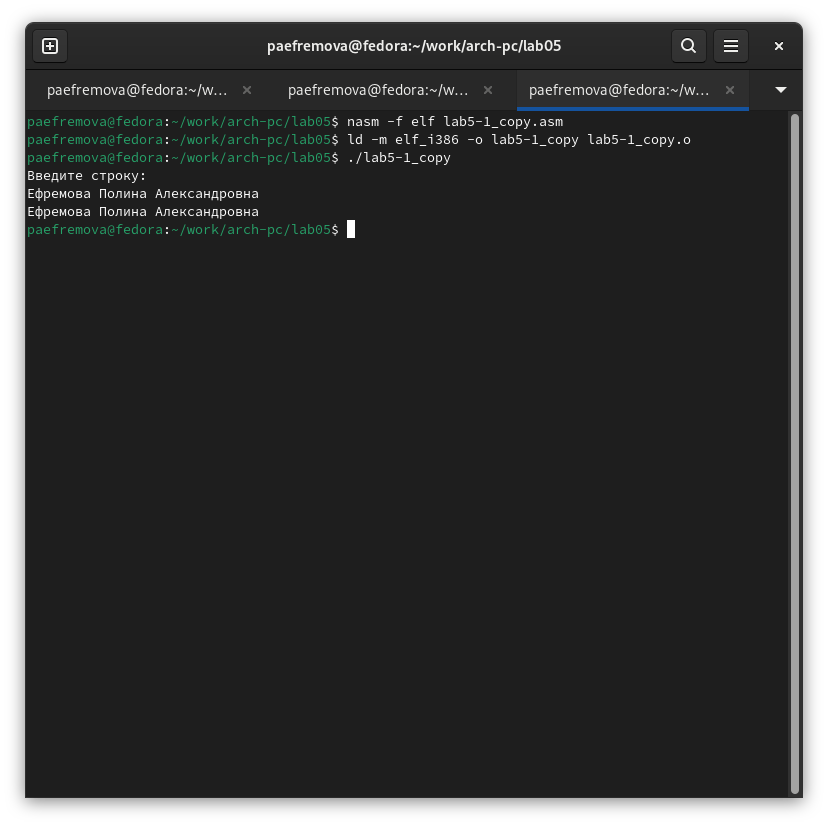 paefremova@fedora:~/work/arch-pc/lab05
paefremova@fedora:~/w... paefremova@fedora:~/w... paefremova@fedora:~/w...
paefremova@fedora:~/work/arch-pc/lab05$ nasm -f elf lab5-1_copy.asm
paefremova@fedora:~/work/arch-pc/lab05$ ld -m elf_i386 -o lab5-1_copy lab5-1_copy.o
paefremova@fedora:~/work/arch-pc/lab05$ ./lab5-1_copy
Введите строку:
Ефремова Полина Александровна
Ефремова Полина Александровна
paefremova@fedora:~/work/arch-pc/lab05$